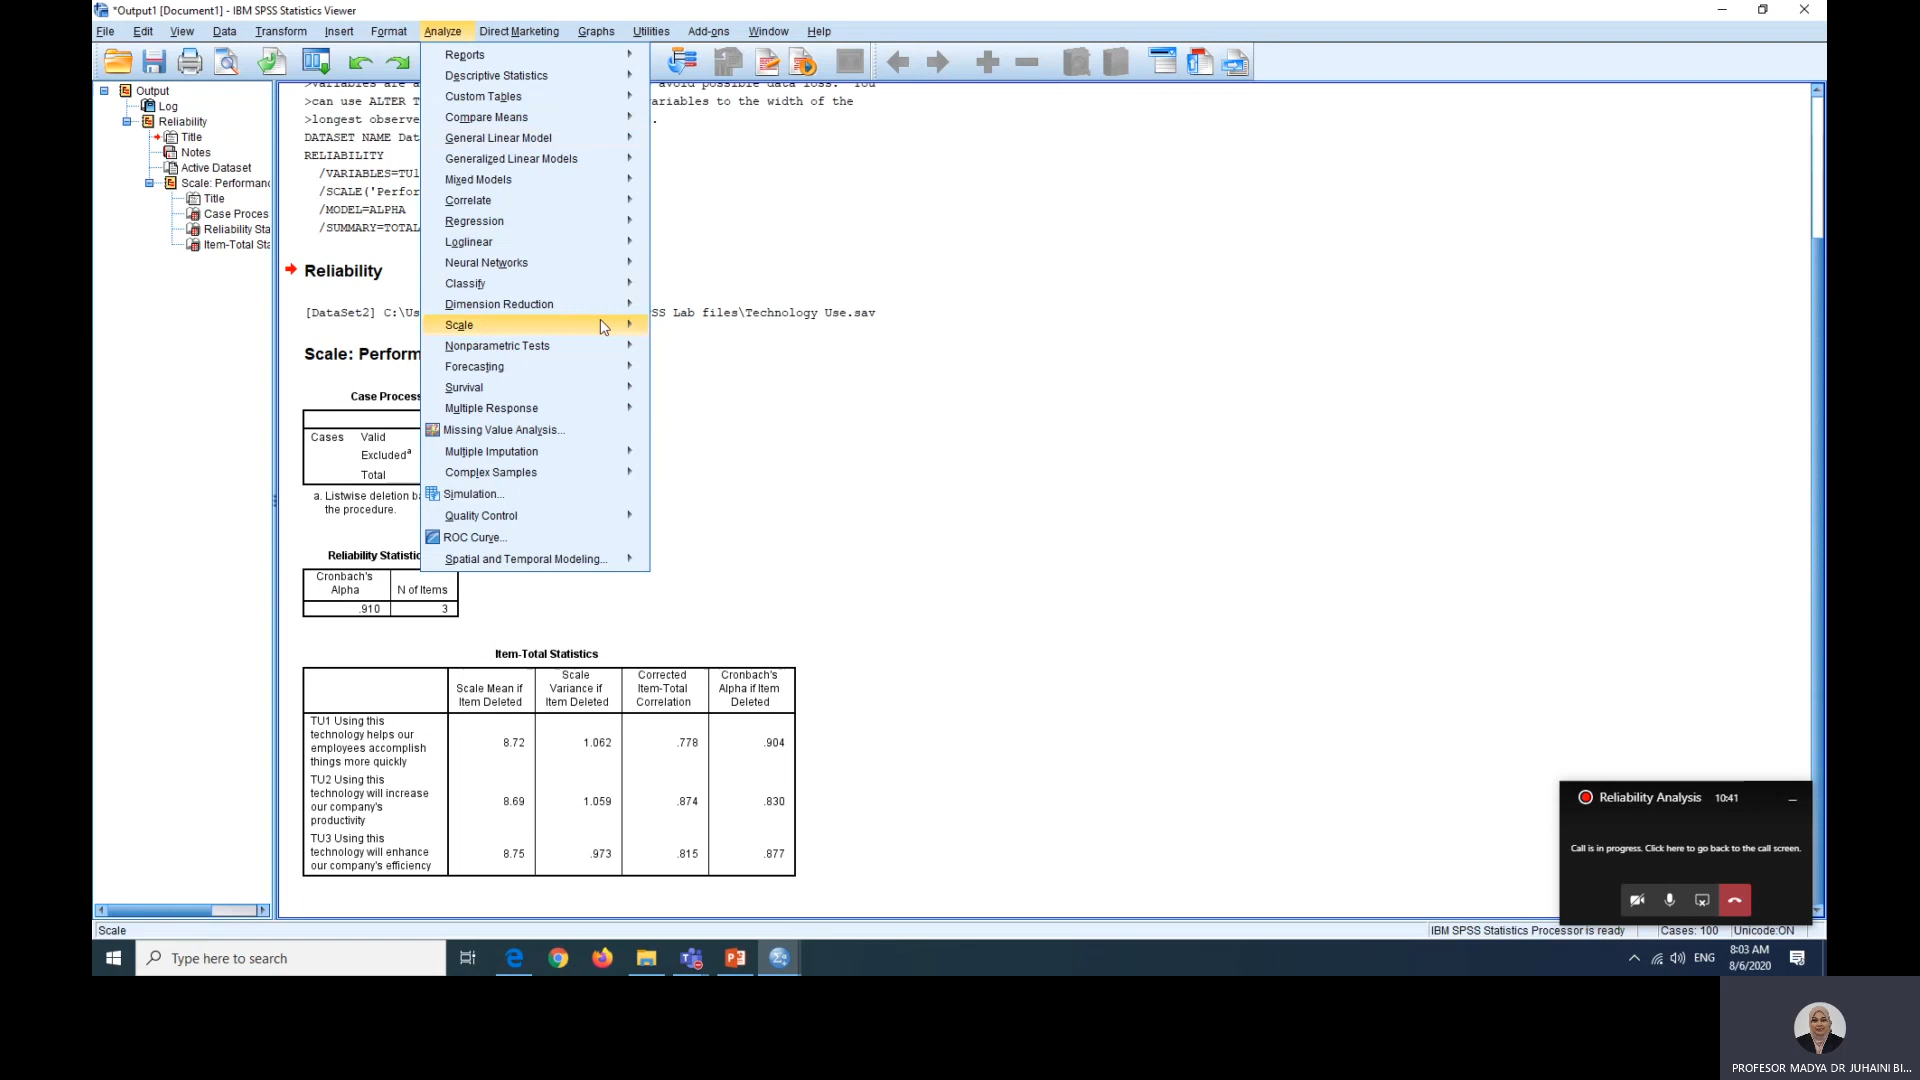 *Output1 [Document1] - IBM SPSS Statistics Viewer
File Edit View Data Transform Insert Format Analyze Direct Marketing Graphs Utilities Add-ons Window Help
Output
Log
Reliability
Title
Notes
Active Dataset
Scale: Performanc
Title
Case Proces
Reliability Sta
Item-Total Sta
>can use ALTER T
ariables to the width of the
>longest observe
.
DATASET NAME Dat
RELIABILITY
/VARIABLES=TU1
/SCALE('Perfor
/MODEL=ALPHA
/SUMMARY=TOTAL
Reliability
[DataSet2] C:\Us
SS Lab files\Technology Use.sav
Scale: Perform
Case Process
Cases Valid
Excludedª
Total
a. Listwise deletion ba
the procedure.
Reliability Statistic
Cronbach's
Alpha N of Items
.910 3
Reports
Descriptive Statistics
Custom Tables
Compare Means
General Linear Model
Generalized Linear Models
Mixed Models
Correlate
Regression
Loglinear
Neural Networks
Classify
Dimension Reduction
Scale
Nonparametric Tests
Forecasting
Survival
Multiple Response
Missing Value Analysis...
Multiple Imputation
Complex Samples
Simulation...
Quality Control
ROC Curve...
Spatial and Temporal Modeling...
Item-Total Statistics
Scale Mean if
Item Deleted
Scale
Variance if
Item Deleted
Corrected
Item-Total
Correlation
Cronbach's
Alpha if Item
Deleted
TU1 Using this
technology helps our
employees accomplish
things more quickly
8.72 1.062 .778 .904
TU2 Using this
technology will increase
our company's
productivity
8.69 1.059 .874 .830
TU3 Using this
technology will enhance
our company's efficiency
8.75 .973 .815 .877
Reliability Analysis 10:41
Call is in progress. Click here to go back to the call screen.
Scale
IBM SPSS Statistics Processor is ready Cases: 100 Unicode:ON
Type here to search
ENG
8:03 AM
8/6/2020
PROFESOR MADYA DR JUHAINI BI...